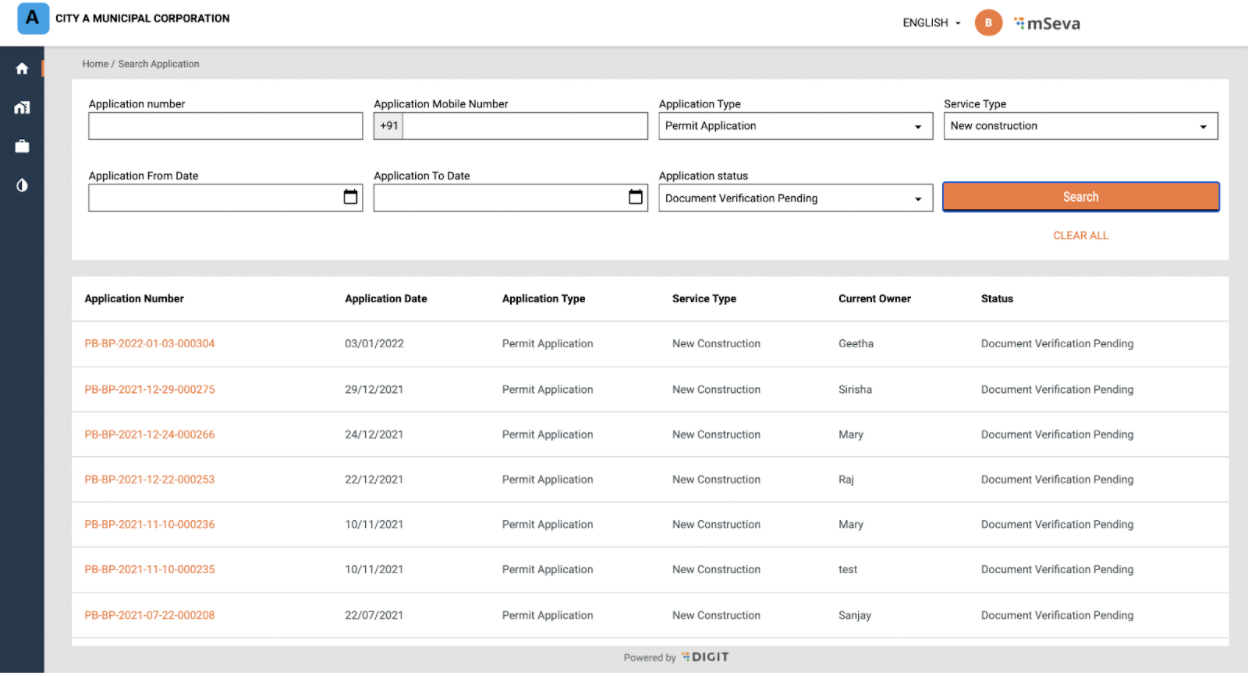 A CITY A MUNICIPAL CORPORATION ENGLISH B mSeva
Home / Search Application
Application number Application Mobile Number Application Type Service Type
+91 Permit Application New construction
Application From Date Application To Date Application status
Document Verification Pending Search
CLEAR ALL
Application Number Application Date Application Type Service Type Current Owner Status
PB-BP-2022-01-03-000304 03/01/2022 Permit Application New Construction Geetha Document Verification Pending
PB-BP-2021-12-29-000275 29/12/2021 Permit Application New Construction Sirisha Document Verification Pending
PB-BP-2021-12-24-000266 24/12/2021 Permit Application New Construction Mary Document Verification Pending
PB-BP-2021-12-22-000253 22/12/2021 Permit Application New Construction Raj Document Verification Pending
PB-BP-2021-11-10-000236 10/11/2021 Permit Application New Construction Mary Document Verification Pending
PB-BP-2021-11-10-000235 10/11/2021 Permit Application New Construction test Document Verification Pending
PB-BP-2021-07-22-000208 22/07/2021 Permit Application New Construction Sanjay Document Verification Pending
Powered by DIGIT